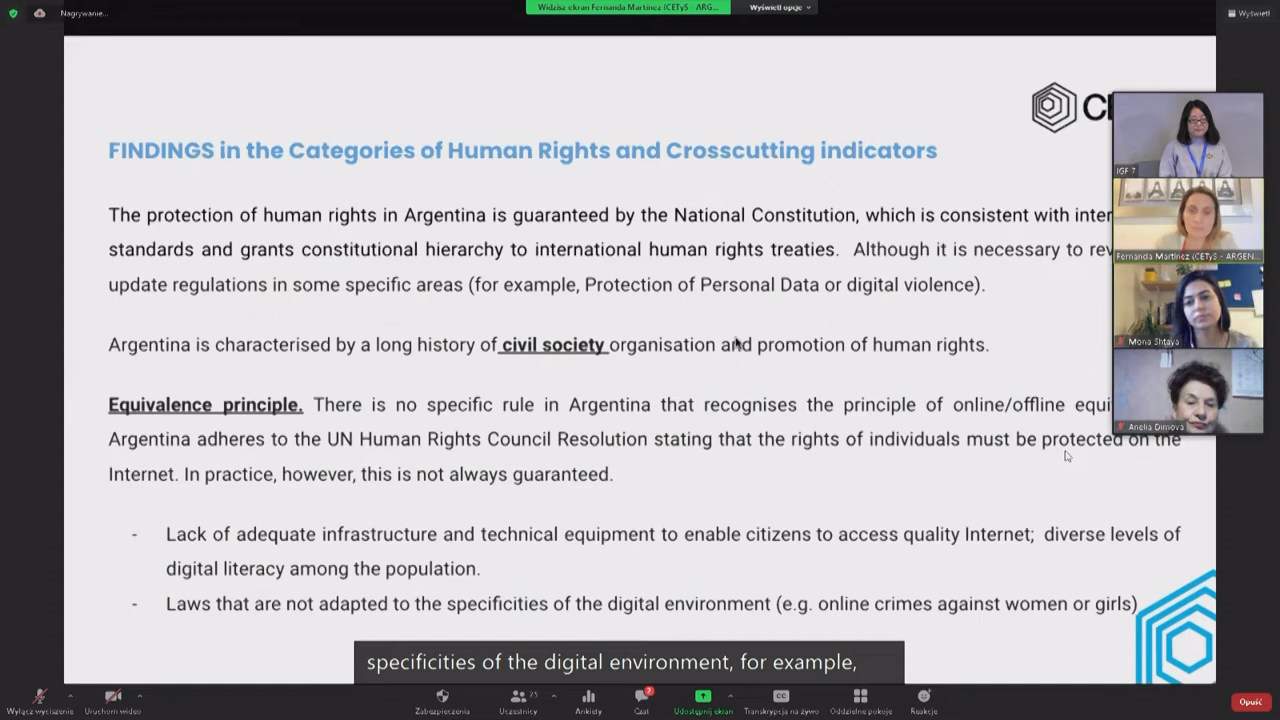 Nagrywanie...
Widzisz ekran Fernanda Martínez (CETyS - ARG...
Wyświetl opcje
Wyświetl
FINDINGS in the Categories of Human Rights and Crosscutting indicators
The protection of human rights in Argentina is guaranteed by the National Constitution, which is consistent with inter
standards and grants constitutional hierarchy to international human rights treaties. Although it is necessary to rev
update regulations in some specific areas (for example, Protection of Personal Data or digital violence).
Argentina is characterised by a long history of civil society organisation and promotion of human rights.
Equivalence principle. There is no specific rule in Argentina that recognises the principle of online/offline equi
Argentina adheres to the UN Human Rights Council Resolution stating that the rights of individuals must be protected on the
Internet. In practice, however, this is not always guaranteed.
- Lack of adequate infrastructure and technical equipment to enable citizens to access quality Internet; diverse levels of
digital literacy among the population.
- Laws that are not adapted to the specificities of the digital environment (e.g. online crimes against women or girls)
IGF 7
Fernanda Martínez (CETyS - ARGEN...
Mona Shtaya
Anelia Dimova
specificities of the digital environment, for example,
Wyłącz wyciszenie
Uruchom wideo
Zabezpieczenia
Uczestnicy
75
Ankiety
Czat
2
Udostępnij ekran
CC
Transkrypcja na żywo
Oddzielne pokoje
Reakcje
Opuść